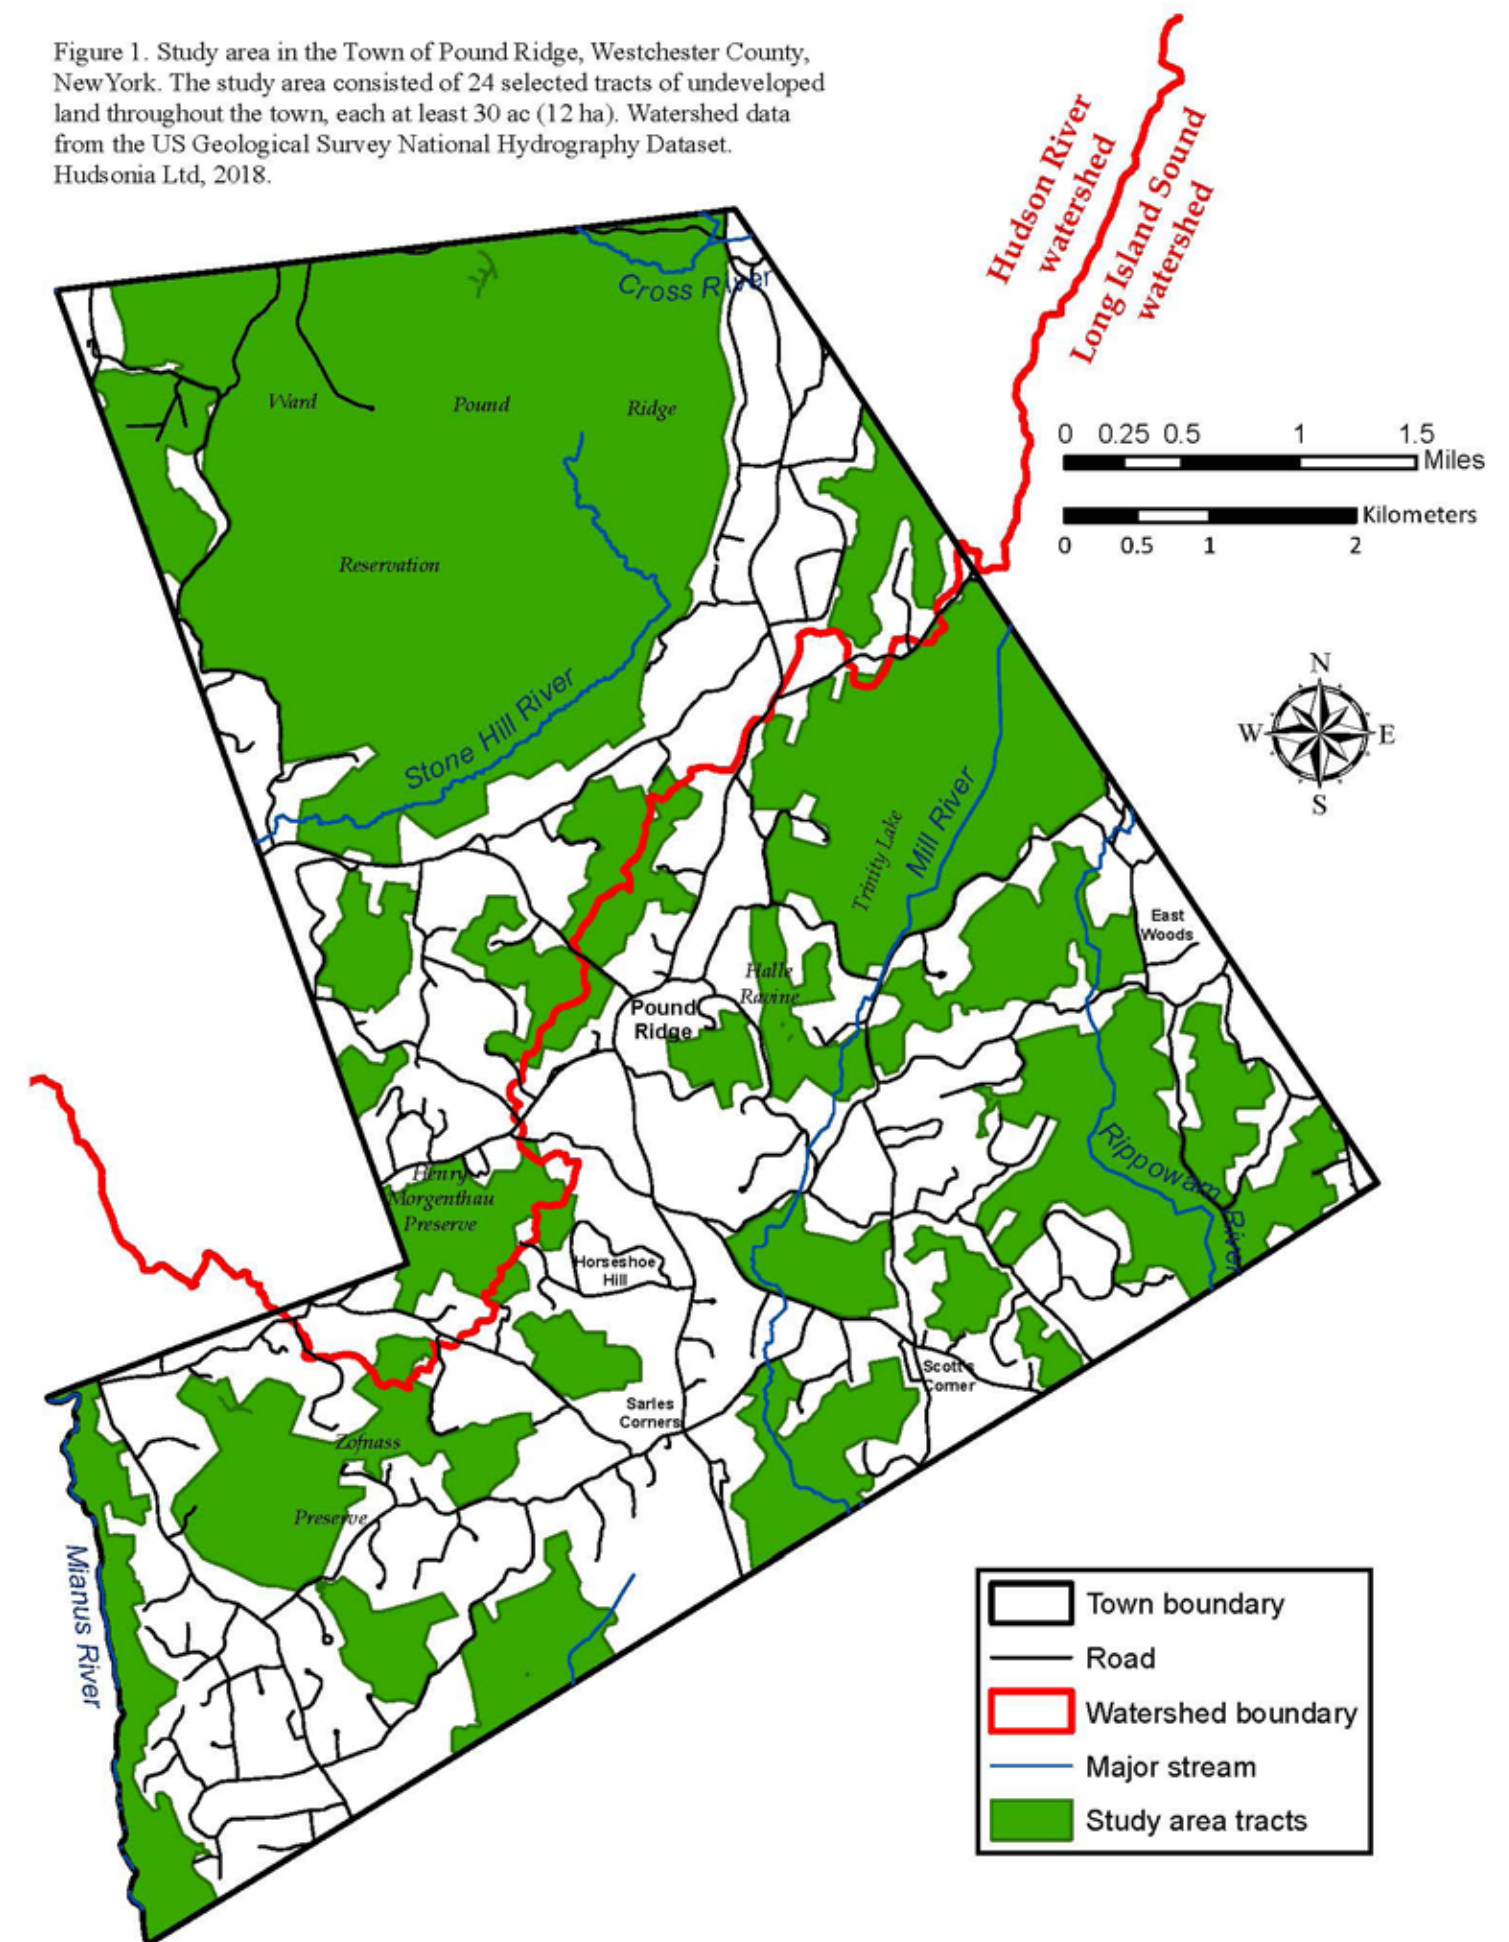 Figure 1. Study area in the Town of Pound Ridge, Westchester County,
NewYork. The study area consisted of 24 selected tracts of undeveloped
land throughout the town, each at least 30 ac (12 ha). Watershed data
from the US Geological Survey National Hydrography Dataset.
Hudsonia Ltd, 2018.
Hudson River
watershed
Long Island Sound
watershed
Cross River
Ward Pound Ridge
Reservation
0 0.25 0.5 1 1.5
Miles
Kilometers
0 0.5 1 2
N
W E
S
Stone Hill River
Trinity Lake
Mill River
East
Woods
Halle
Ravine
Pound
Ridge
Rippowam River
Henry
Morgenthau
Preserve
Horseshoe
Hill
Scott's
Corner
Sarles
Corners
Zofnass
Preserve
Mianus River
Town boundary
Road
Watershed boundary
Major stream
Study area tracts